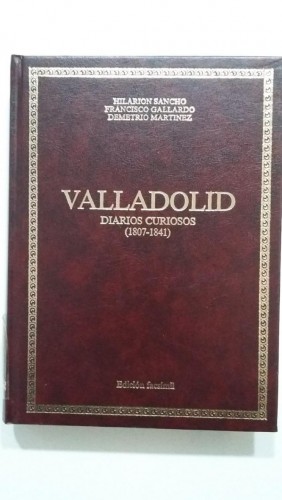 HILARION SANCHO
FRANCISCO GALLARDO
DEMETRIO MARTINEZ
VALLADOLID
DIARIOS CURIOSOS
(1807-1841)
Edición facsímil